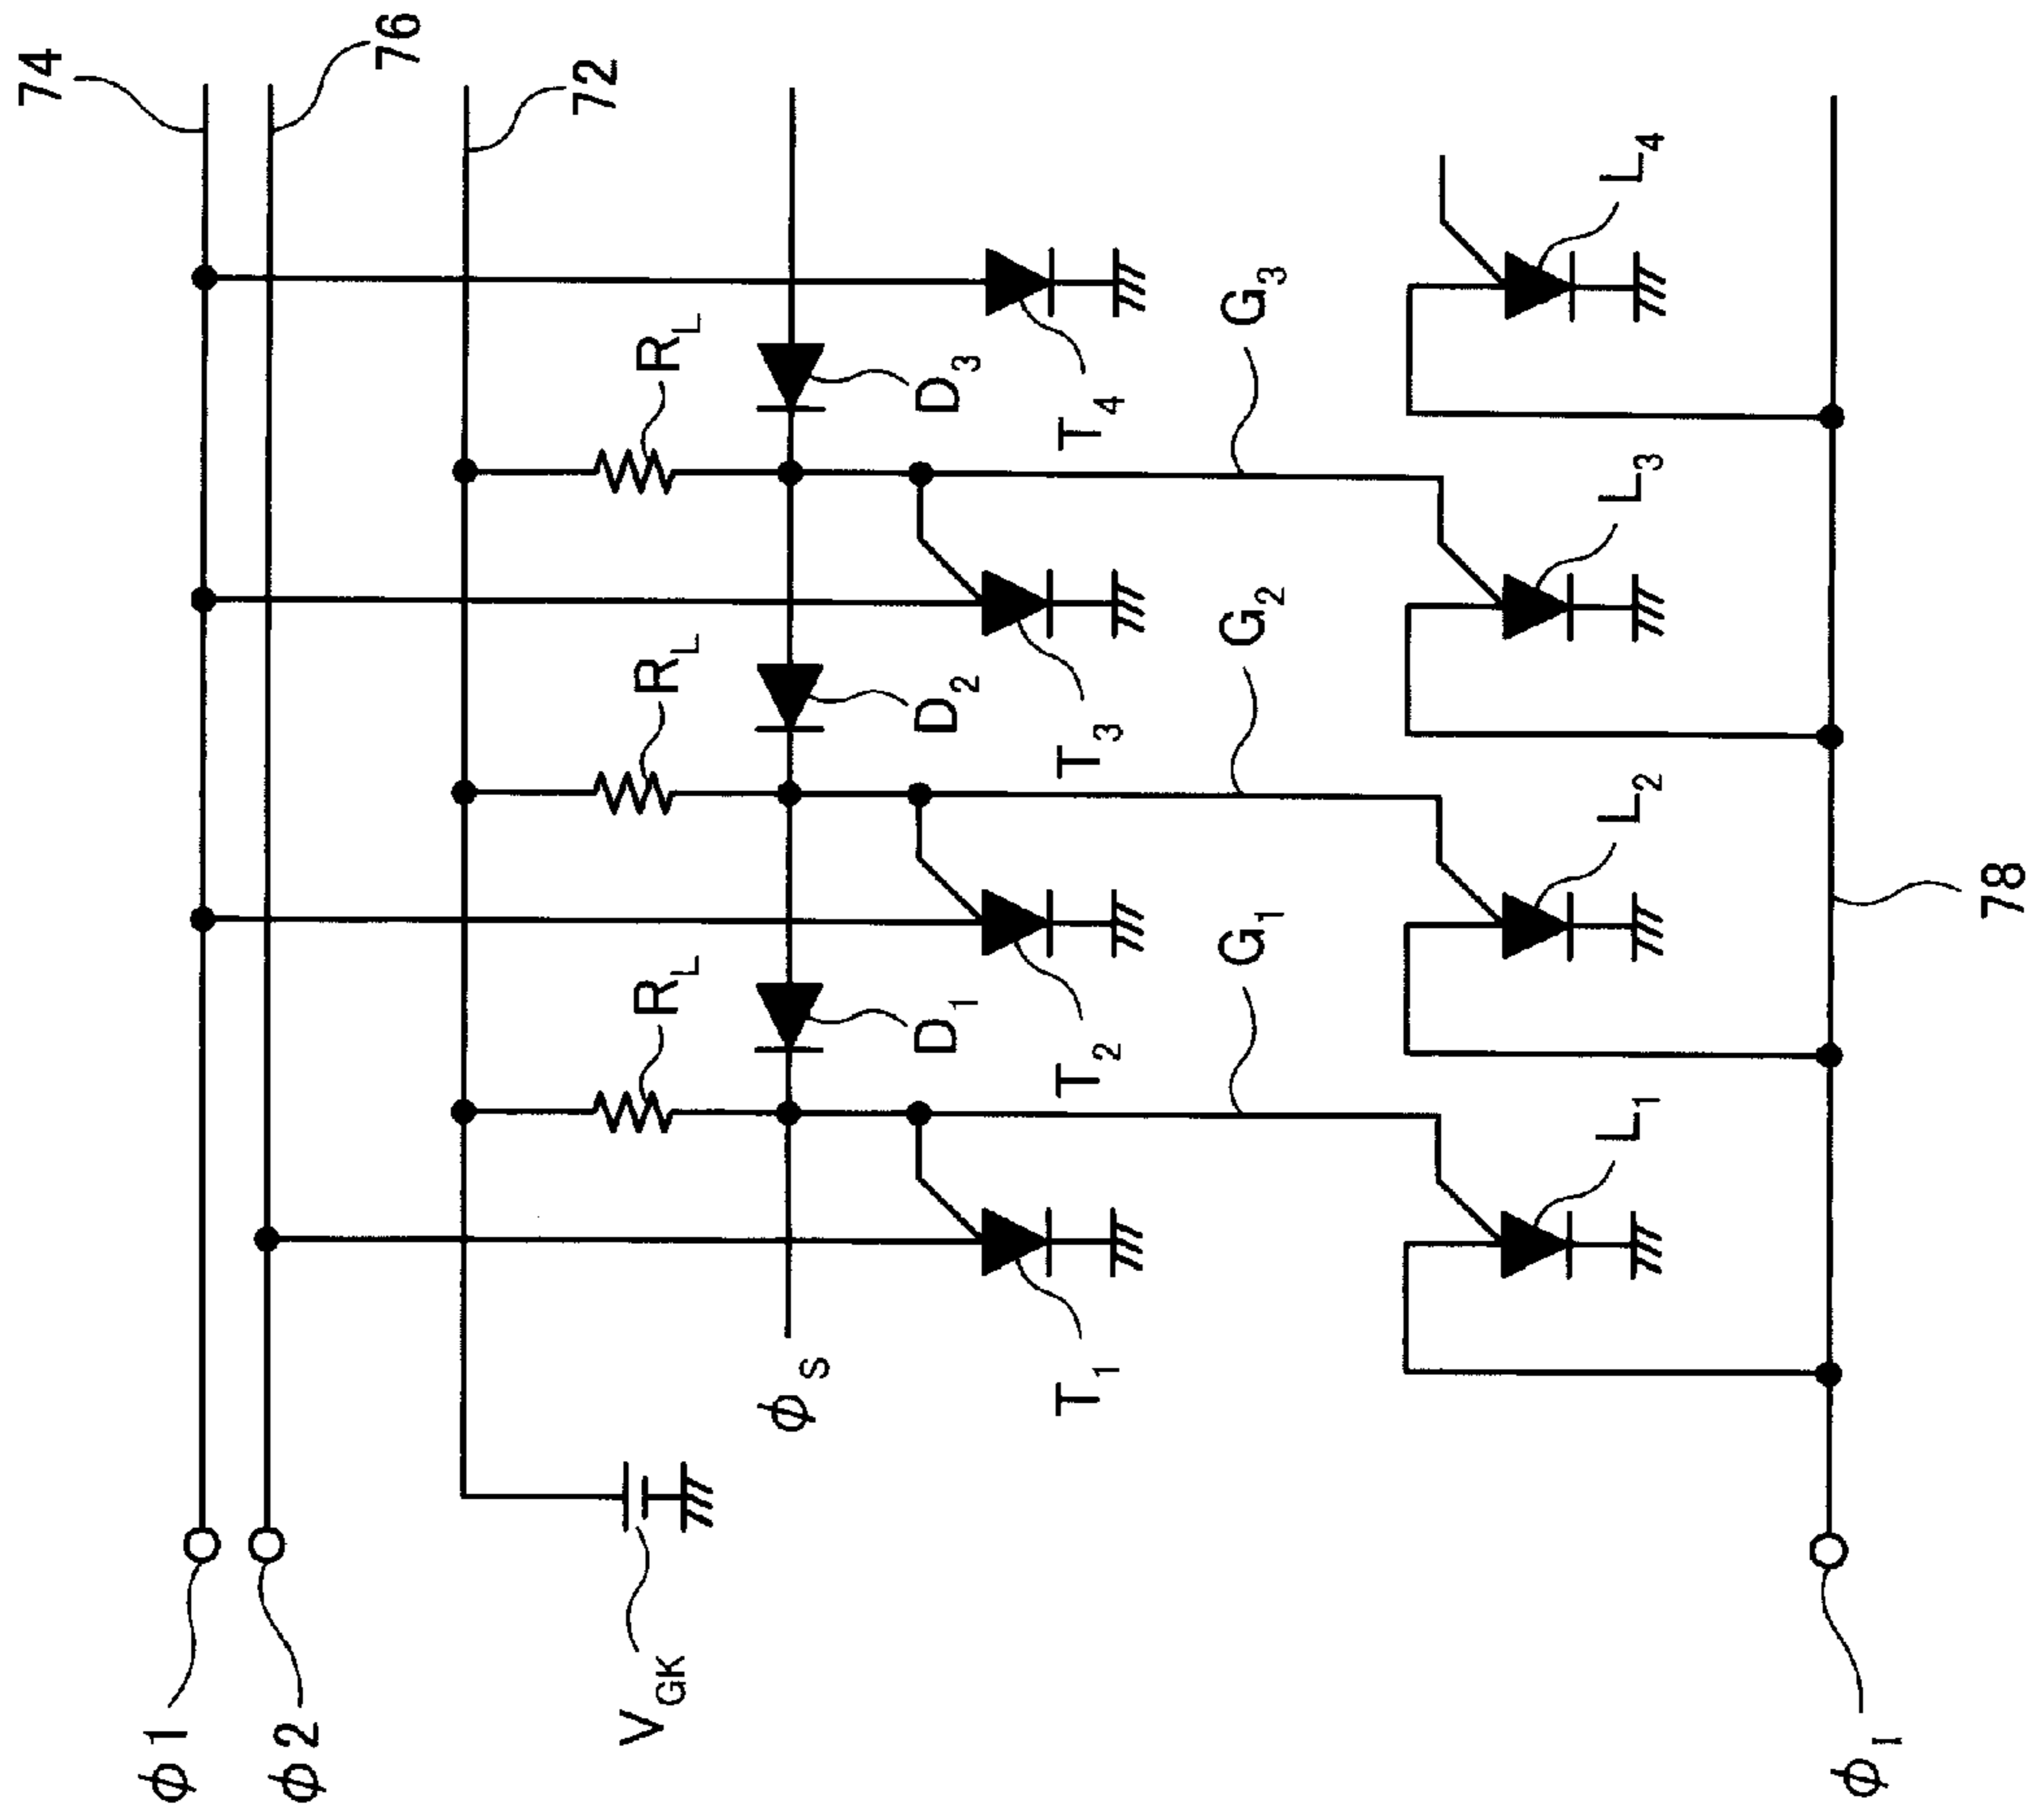 74
76
72
R_L
R_L
R_L
D_3
D_2
D_1
T_4
T_3
T_2
T_1
G_3
G_2
G_1
L_4
L_3
L_2
L_1
78
φ_S
V_GK
φ1
φ2
φ_I